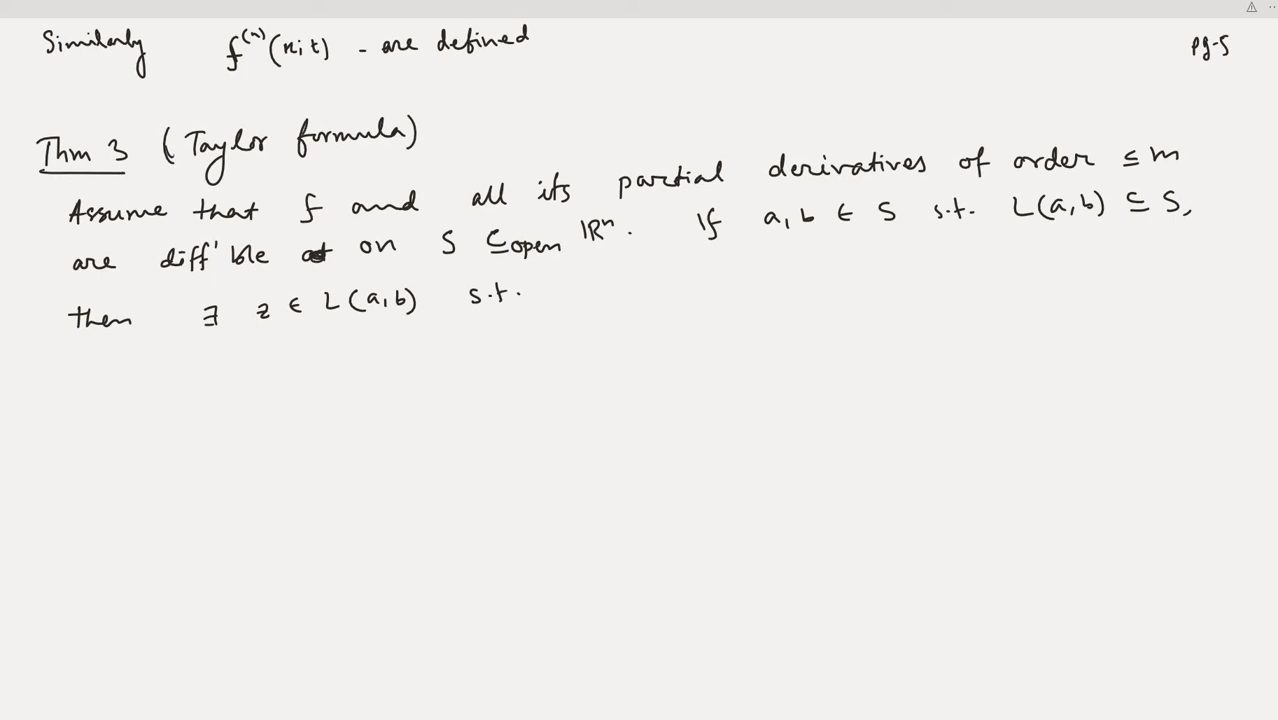 Similarly f^(n)(x;t) - are defined
Pg-5
Thm 3 (Taylor formula)
Assume that f and all its partial derivatives of order ≤ m
are diff'ble on S ⊆open ℝⁿ. If a, b ∈ S s.t. L(a,b) ⊆ S,
then ∃ z ∈ L(a,b) s.t.